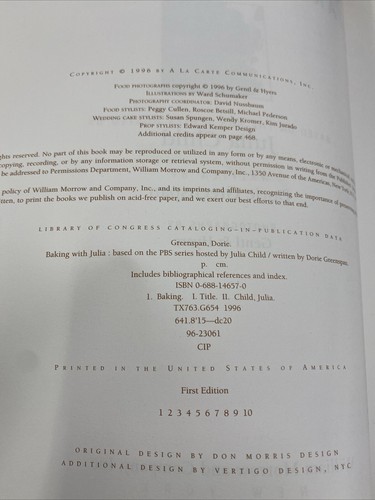 COPYRIGHT © 1996 BY A LA CARTE COMMUNICATIONS, INC.
FOOD PHOTOGRAPHS COPYRIGHT © 1996 BY Gentl & Hyers
ILLUSTRATIONS BY Ward Schumaker
PHOTOGRAPHY COORDINATOR: David Nussbaum
FOOD STYLISTS: Peggy Cullen, Roscoe Betsill, Michael Pederson
WEDDING CAKE STYLISTS: Susan Spungen, Wendy Kromer, Kim Jurado
PROP STYLISTS: Edward Kemper Design
Additional credits appear on page 468.
ghts reserved. No part of this book may be reproduced or utilized in any form or by any means, electronic or
copying, recording, or by any information storage or retrieval system, without permission in writing from the
be addressed to Permissions Department, William Morrow and Company, Inc., 1350 Avenue of the Americas, New York
policy of William Morrow and Company, Inc., and its imprints and affiliates, recognizing the importance of
tten, to print the books we publish on acid-free paper, and we exert our best efforts to that end.
LIBRARY OF CONGRESS CATALOGING-IN-PUBLICATION DATA
Greenspan, Dorie.
Baking with Julia : based on the PBS series hosted by Julia Child / written by Dorie Greenspan.
p. cm.
Includes bibliographical references and index.
ISBN 0-688-14657-0
1. Baking. I. Title. II. Child, Julia.
TX763.G654 1996
641.8'15—dc20
96-23061
CIP
PRINTED IN THE UNITED STATES OF AMERICA
First Edition
1 2 3 4 5 6 7 8 9 10
ORIGINAL DESIGN BY DON MORRIS DESIGN
ADDITIONAL DESIGN BY VERTIGO DESIGN, NYC